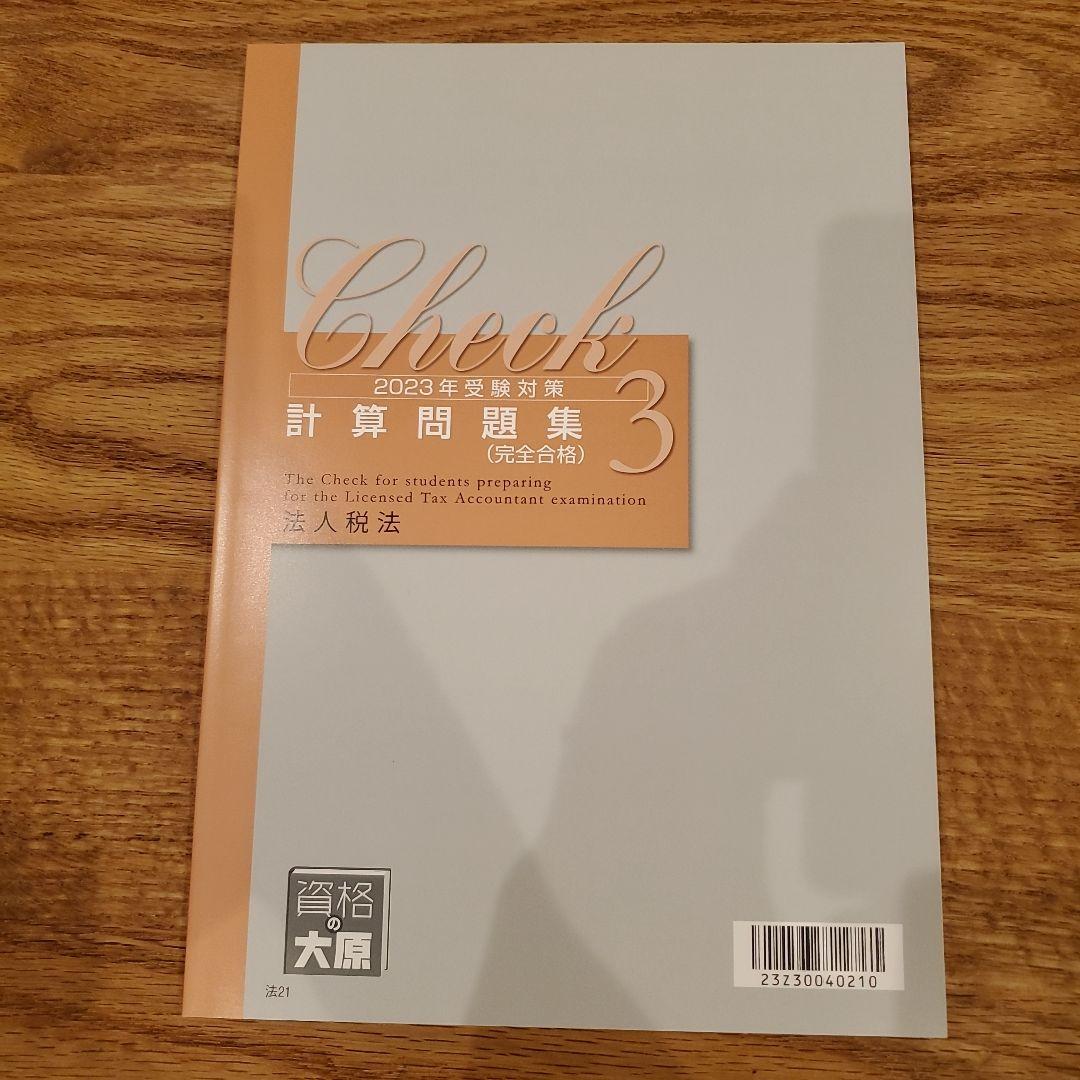 Check
2023年受験対策
計算問題集 3
(完全合格)
The Check for students preparing
for the Licensed Tax Accountant examination
法人税法
資格
の
大原
法21
23Z30040210